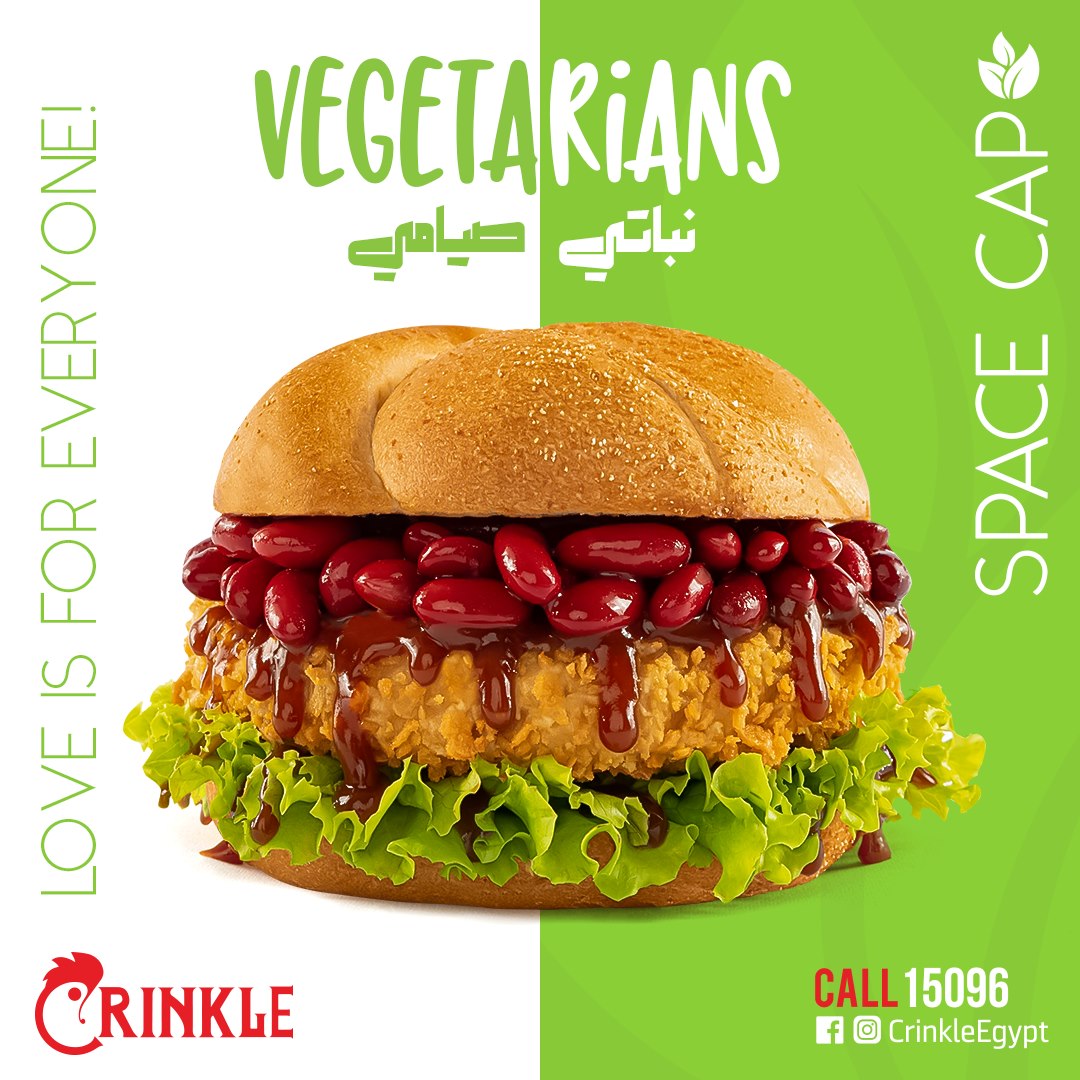 VEGETARIANS
نباتي صيامي
LOVE IS FOR EVERYONE!
SPACE CAP
CRINKLE
CALL 15096
CrinkleEgypt